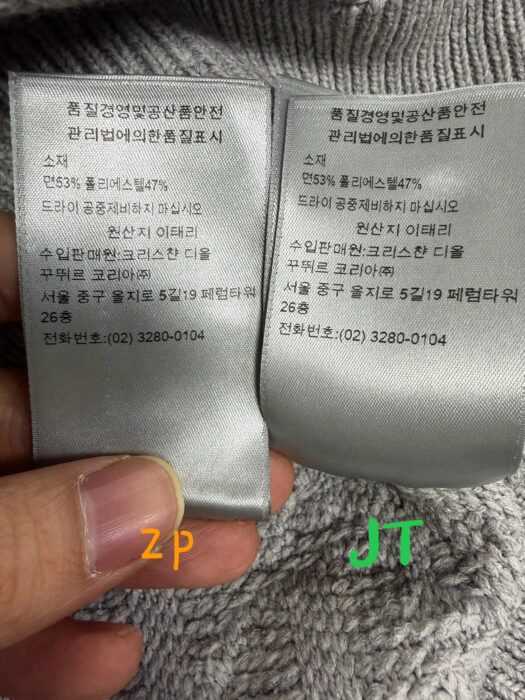 품질경영및공산품안전
관리법에의한품질표시
소재
면53% 폴리에스텔47%
드라이 공중제비하지 마십시오
원산지 이태리
수입판매원:크리스챤 디올
꾸뛰르 코리아㈜
서울 중구 을지로 5길19 페럼타워
26층
전화번호:(02) 3280-0104
2P
품질경영및공산품안전
관리법에의한품질표시
소재
면53% 폴리에스텔47%
드라이 공중제비하지 마십시오
원산지 이태리
수입판매원:크리스챤 디올
꾸뛰르 코리아㈜
서울 중구 을지로 5길19 페럼타워
26층
전화번호:(02) 3280-0104
JT